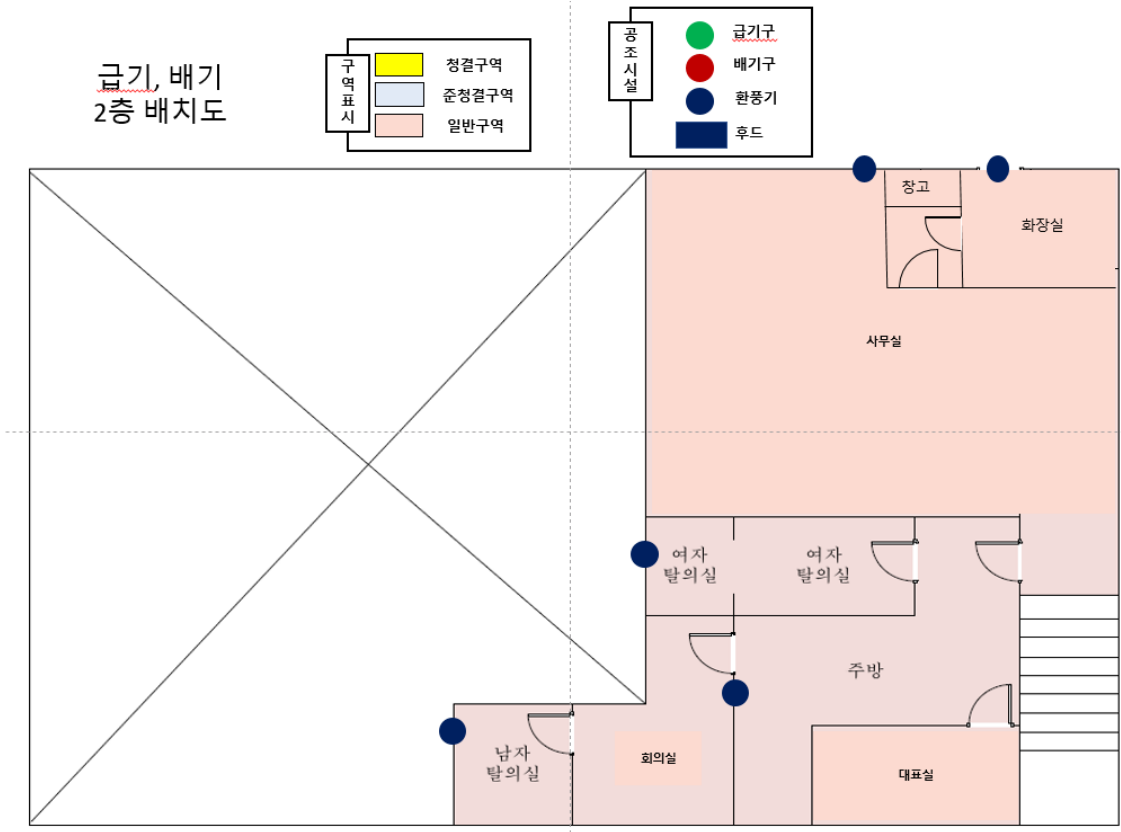 급기, 배기
2층 배치도
구역표시
청결구역
준청결구역
일반구역
공조시설
급기구
배기구
환풍기
후드
창고
화장실
사무실
여자
탈의실
여자
탈의실
주방
남자
탈의실
회의실
대표실